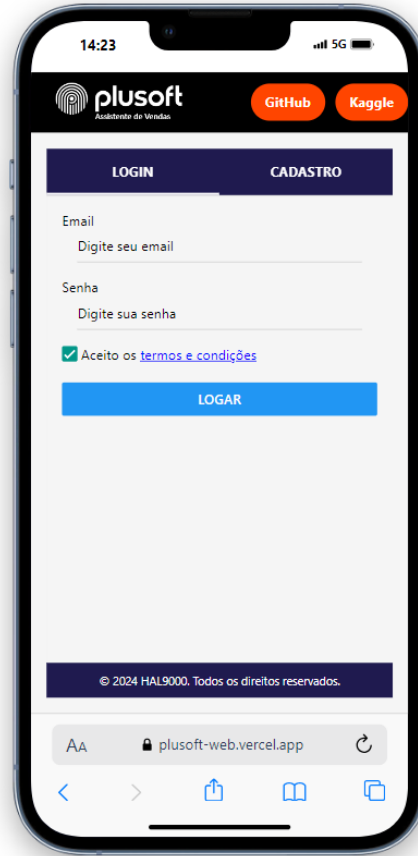 14:23
5G
plusoft
Assistente de Vendas
GitHub
Kaggle
LOGIN
CADASTRO
Email
Digite seu email
Senha
Digite sua senha
Aceito os termos e condições
LOGAR
© 2024 HAL9000. Todos os direitos reservados.
AA
plusoft-web.vercel.app